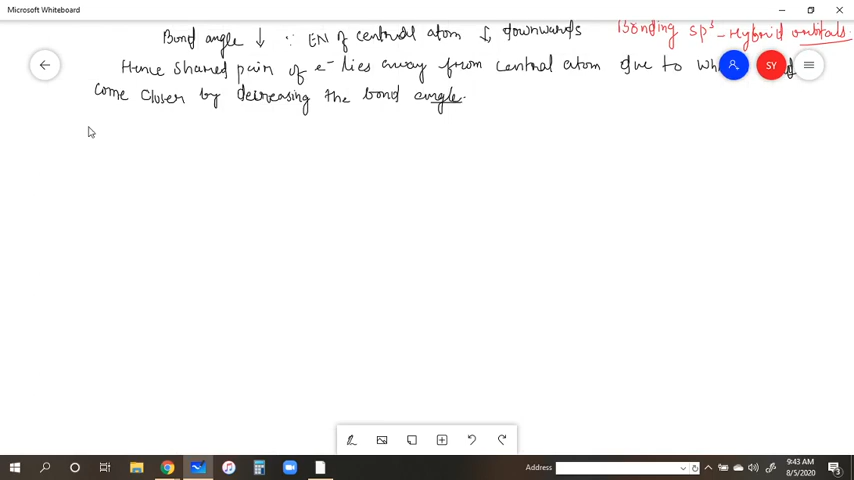 Microsoft Whiteboard
Bonding sp³-Hybrid orbitals.
Bond angle ↓ ∵ EN of central atom ↓ downwards
Hence shared pair of e⁻ lies away from central atom due to
SY
come closer by decreasing the bond angle.
Address
9:43 AM
8/5/2020